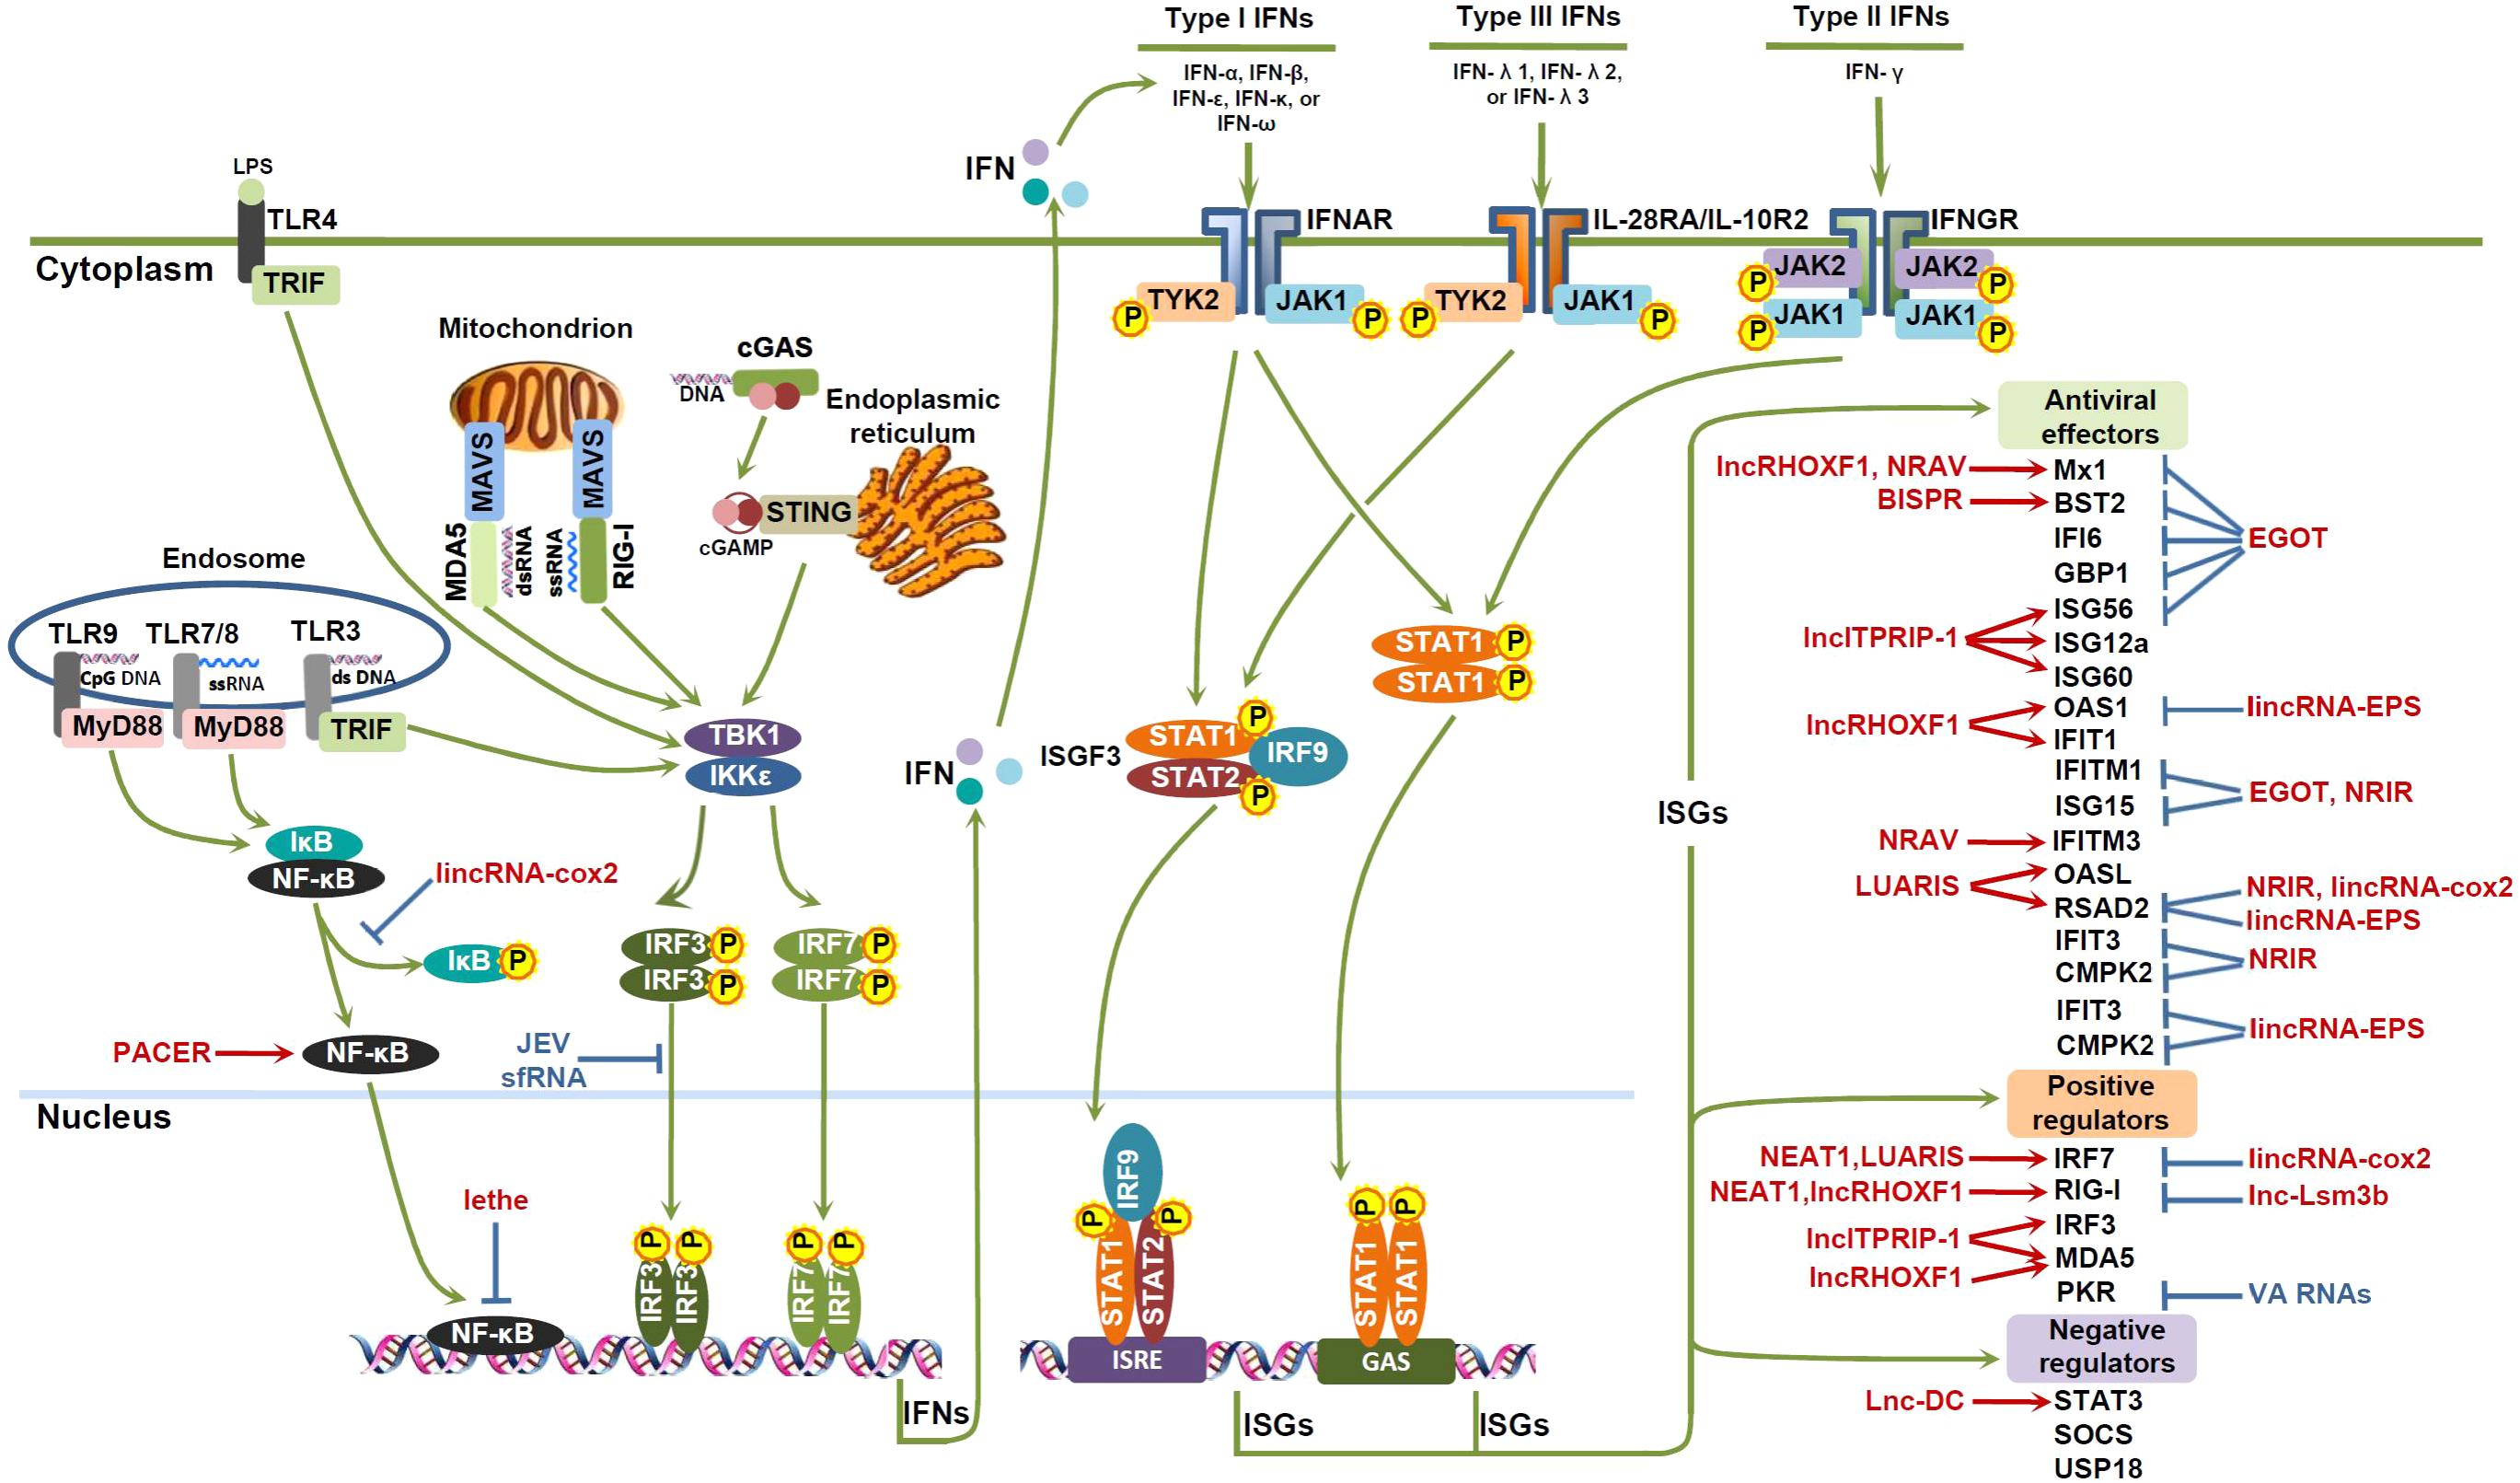 Type I IFNs
IFN-α, IFN-β,
IFN-ε, IFN-κ, or
IFN-ω
Type III IFNs
IFN- λ 1, IFN- λ 2,
or IFN- λ 3
Type II IFNs
IFN- γ
IFN
LPS
TLR4
TRIF
Cytoplasm
IFNAR
TYK2
P
JAK1
P
IL-28RA/IL-10R2
TYK2
P
JAK1
P
IFNGR
JAK2
P
JAK2
P
JAK1
P
JAK1
P
Mitochondrion
MAVS
MAVS
MDA5
dsRNA
ssRNA
RIG-I
cGAS
DNA
Endoplasmic
reticulum
STING
cGAMP
Endosome
TLR9
CpG DNA
MyD88
TLR7/8
ssRNA
MyD88
TLR3
ds DNA
TRIF
TBK1
IKKε
IκB
NF-κB
lincRNA-cox2
IκB
P
PACER
NF-κB
IRF3
P
IRF3
P
IRF7
P
IRF7
P
JEV
sfRNA
IFN
ISGF3
STAT1
P
STAT2
P
IRF9
STAT1
P
STAT1
P
Nucleus
lethe
NF-κB
P
P
IRF3
IRF3
P
P
IRF7
IRF7
IFNs
IRF9
P
P
STAT1
STAT2
ISRE
P
P
STAT1
STAT1
GAS
ISGs
ISGs
ISGs
Antiviral
effectors
lncRHOXF1, NRAV
Mx1
BISPR
BST2
IFI6
EGOT
GBP1
ISG56
lncITPRIP-1
ISG12a
ISG60
OAS1
lincRNA-EPS
lncRHOXF1
IFIT1
IFITM1
EGOT, NRIR
ISG15
NRAV
IFITM3
OASL
LUARIS
NRIR, lincRNA-cox2
RSAD2
lincRNA-EPS
IFIT3
NRIR
CMPK2
IFIT3
lincRNA-EPS
CMPK2
Positive
regulators
NEAT1,LUARIS
IRF7
lincRNA-cox2
NEAT1,lncRHOXF1
RIG-I
lnc-Lsm3b
IRF3
lncITPRIP-1
MDA5
lncRHOXF1
PKR
VA RNAs
Negative
regulators
Lnc-DC
STAT3
SOCS
USP18